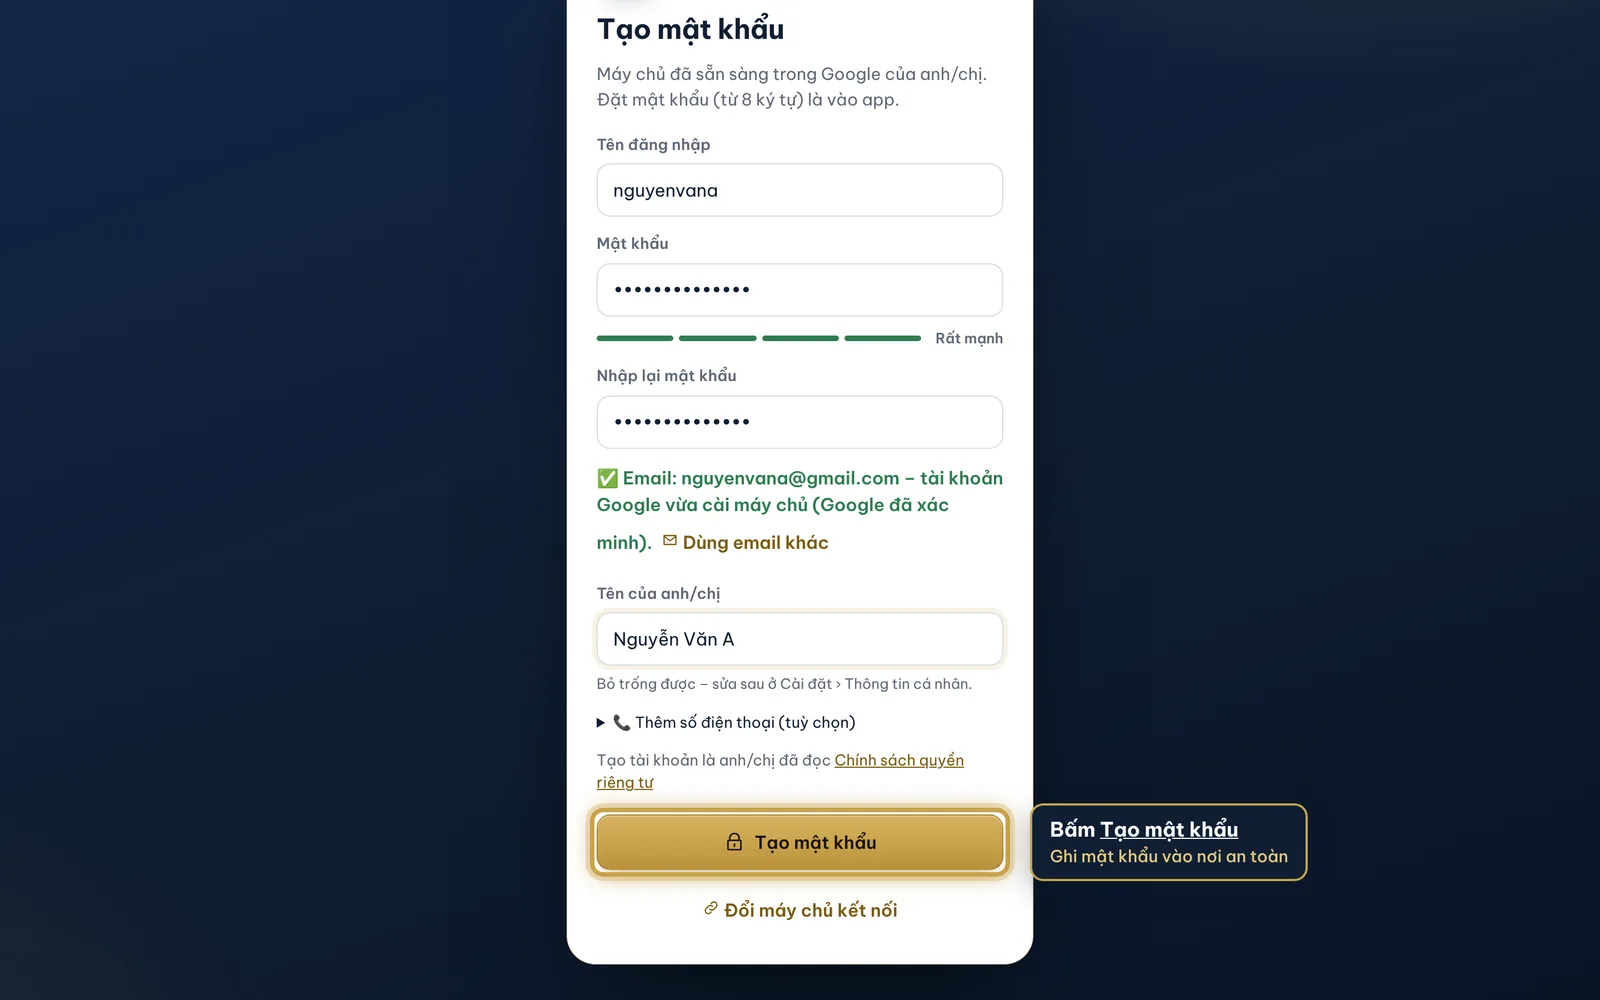 Tạo mật khẩu
Máy chủ đã sẵn sàng trong Google của anh/chị.
Đặt mật khẩu (từ 8 ký tự) là vào app.
Tên đăng nhập
nguyenvana
Mật khẩu
••••••••••••••
Rất mạnh
Nhập lại mật khẩu
••••••••••••••
✅ Email: nguyenvana@gmail.com – tài khoản
Google vừa cài máy chủ (Google đã xác
minh). Dùng email khác
Tên của anh/chị
Nguyễn Văn A
Bỏ trống được – sửa sau ở Cài đặt › Thông tin cá nhân.
▶ 📞 Thêm số điện thoại (tuỳ chọn)
Tạo tài khoản là anh/chị đã đọc Chính sách quyền
riêng tư
Tạo mật khẩu
Bấm Tạo mật khẩu
Ghi mật khẩu vào nơi an toàn
Đổi máy chủ kết nối